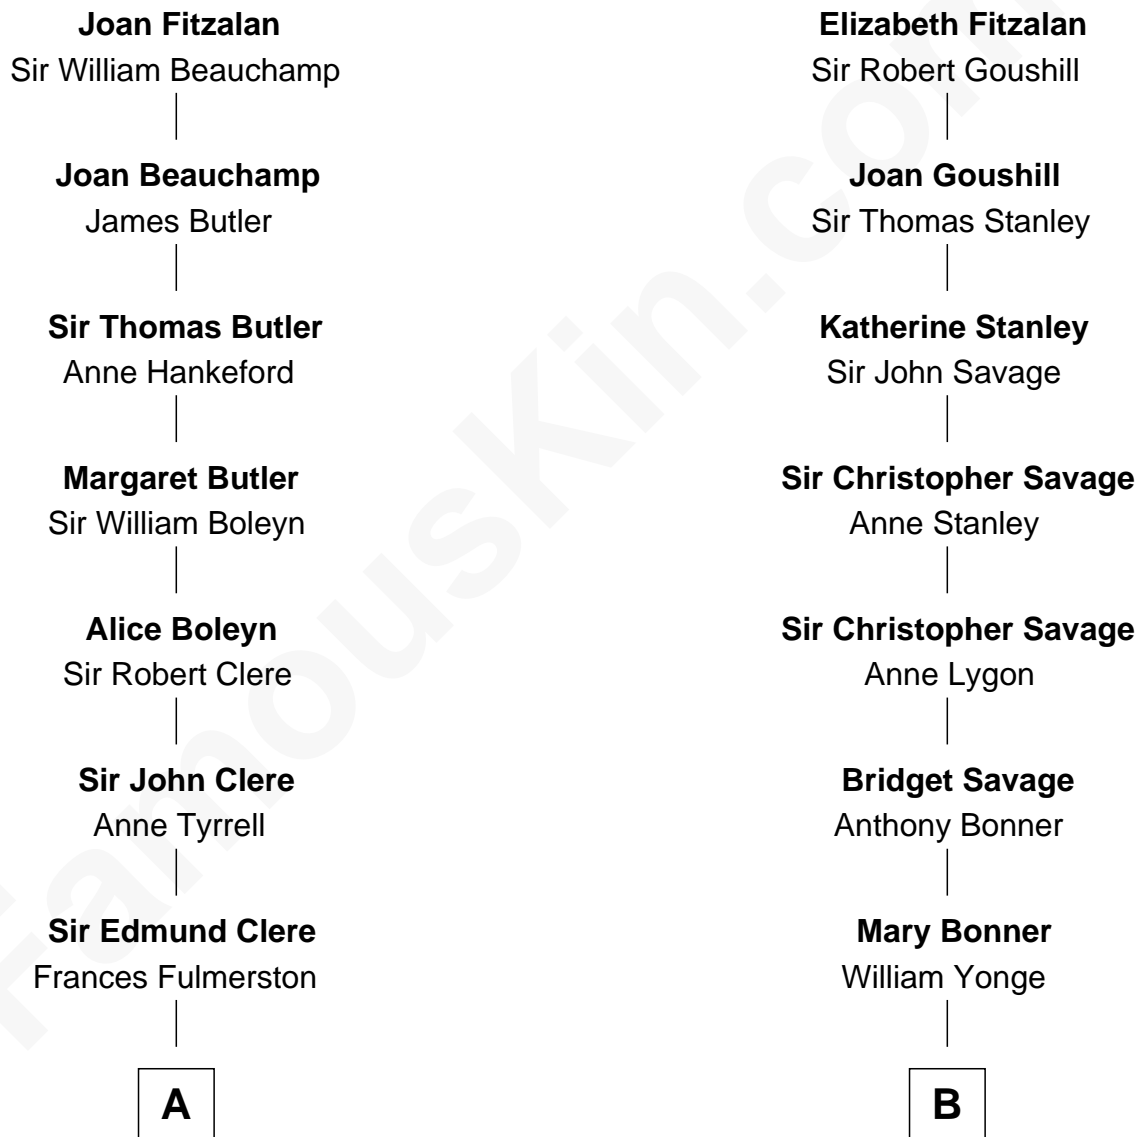 Joan Fitzalan
Sir William Beauchamp
Joan Beauchamp
James Butler
Sir Thomas Butler
Anne Hankeford
Margaret Butler
Sir William Boleyn
Alice Boleyn
Sir Robert Clere
Sir John Clere
Anne Tyrrell
Sir Edmund Clere
Frances Fulmerston
A
Elizabeth Fitzalan
Sir Robert Goushill
Joan Goushill
Sir Thomas Stanley
Katherine Stanley
Sir John Savage
Sir Christopher Savage
Anne Stanley
Sir Christopher Savage
Anne Lygon
Bridget Savage
Anthony Bonner
Mary Bonner
William Yonge
B
FamousKin.com